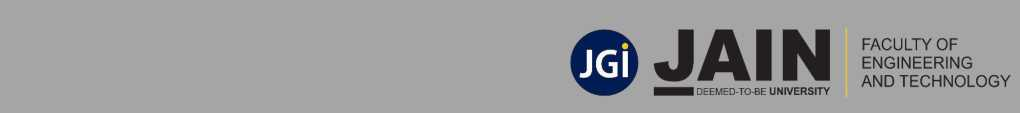 JGi
JAIN
DEEMED-TO-BE UNIVERSITY
FACULTY OF
ENGINEERING
AND TECHNOLOGY